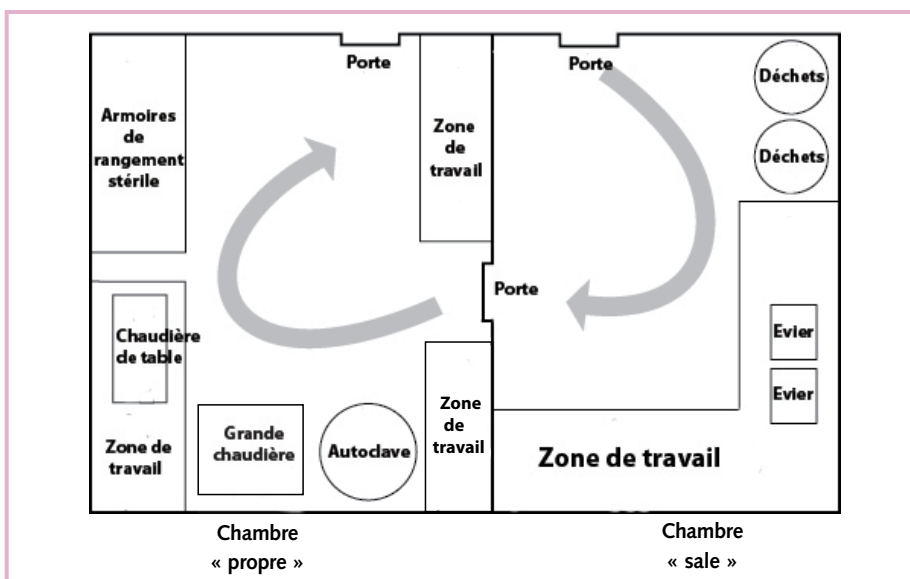 Porte
Armoires
de
rangement
stérile
Zone
de
travail
Chaudière
de table
Zone de
travail
Grande
chaudière
Autoclave
Zone
de
travail
Chambre
« propre »
Porte
Déchets
Déchets
Porte
Evier
Evier
Zone de travail
Chambre
« sale »